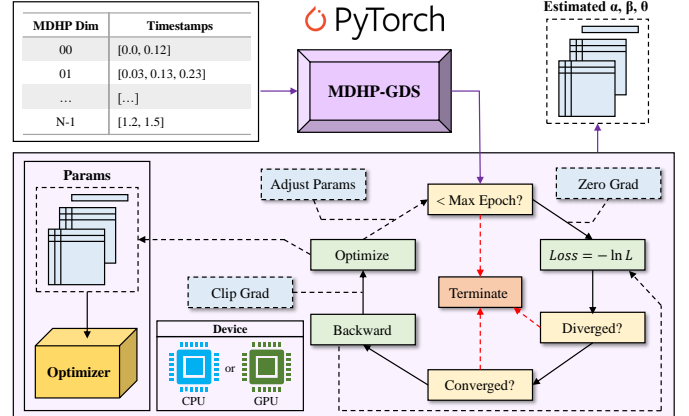 MDHP Dim Timestamps
00 [0.0, 0.12]
01 [0.03, 0.13, 0.23]
... [...]
N-1 [1.2, 1.5]
PyTorch
MDHP-GDS
Estimated α, β, θ
Params
Optimizer
Adjust Params
< Max Epoch?
Zero Grad
Optimize
Loss = − ln L
Clip Grad
Terminate
Backward
Diverged?
Converged?
Device
CPU or GPU